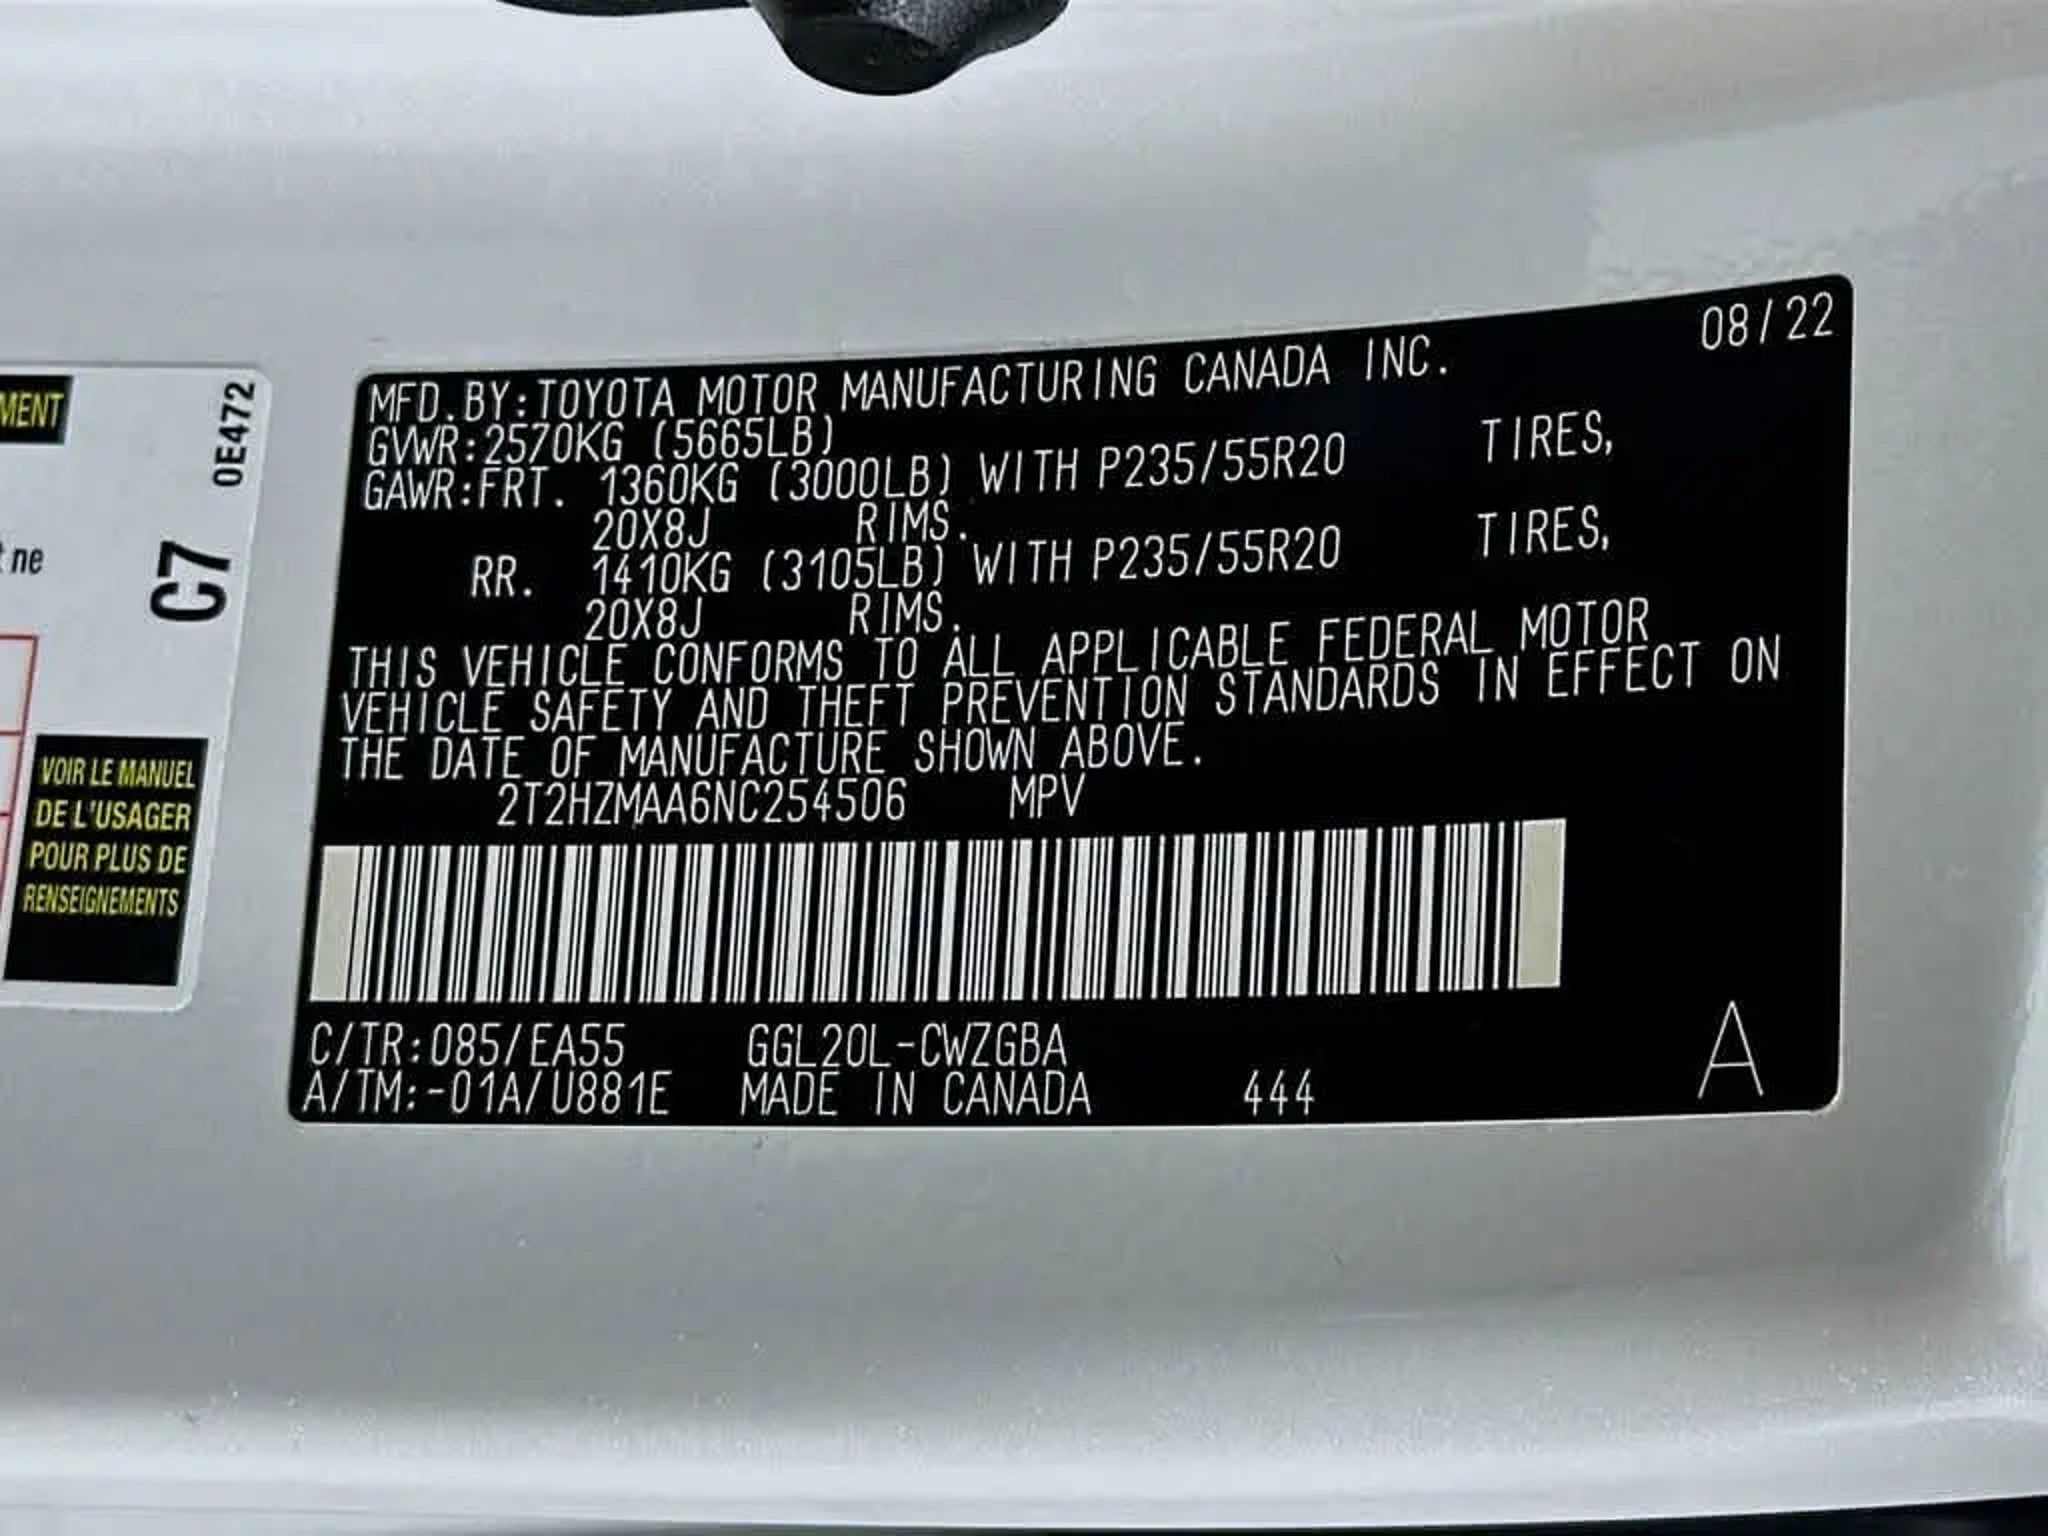 MENT
0E472
C7
t ne
VOIR LE MANUEL
DE L'USAGER
POUR PLUS DE
RENSEIGNEMENTS
08/22
MFD.BY:TOYOTA MOTOR MANUFACTURING CANADA INC.
GVWR:2570KG (5665LB)
GAWR:FRT. 1360KG (3000LB) WITH P235/55R20 TIRES,
20X8J RIMS.
RR. 1410KG (3105LB) WITH P235/55R20 TIRES,
20X8J RIMS.
THIS VEHICLE CONFORMS TO ALL APPLICABLE FEDERAL MOTOR
VEHICLE SAFETY AND THEFT PREVENTION STANDARDS IN EFFECT ON
THE DATE OF MANUFACTURE SHOWN ABOVE.
2T2HZMAA6NC254506 MPV
C/TR:085/EA55 GGL20L-CWZGBA
A/TM:-01A/U881E MADE IN CANADA 444
A